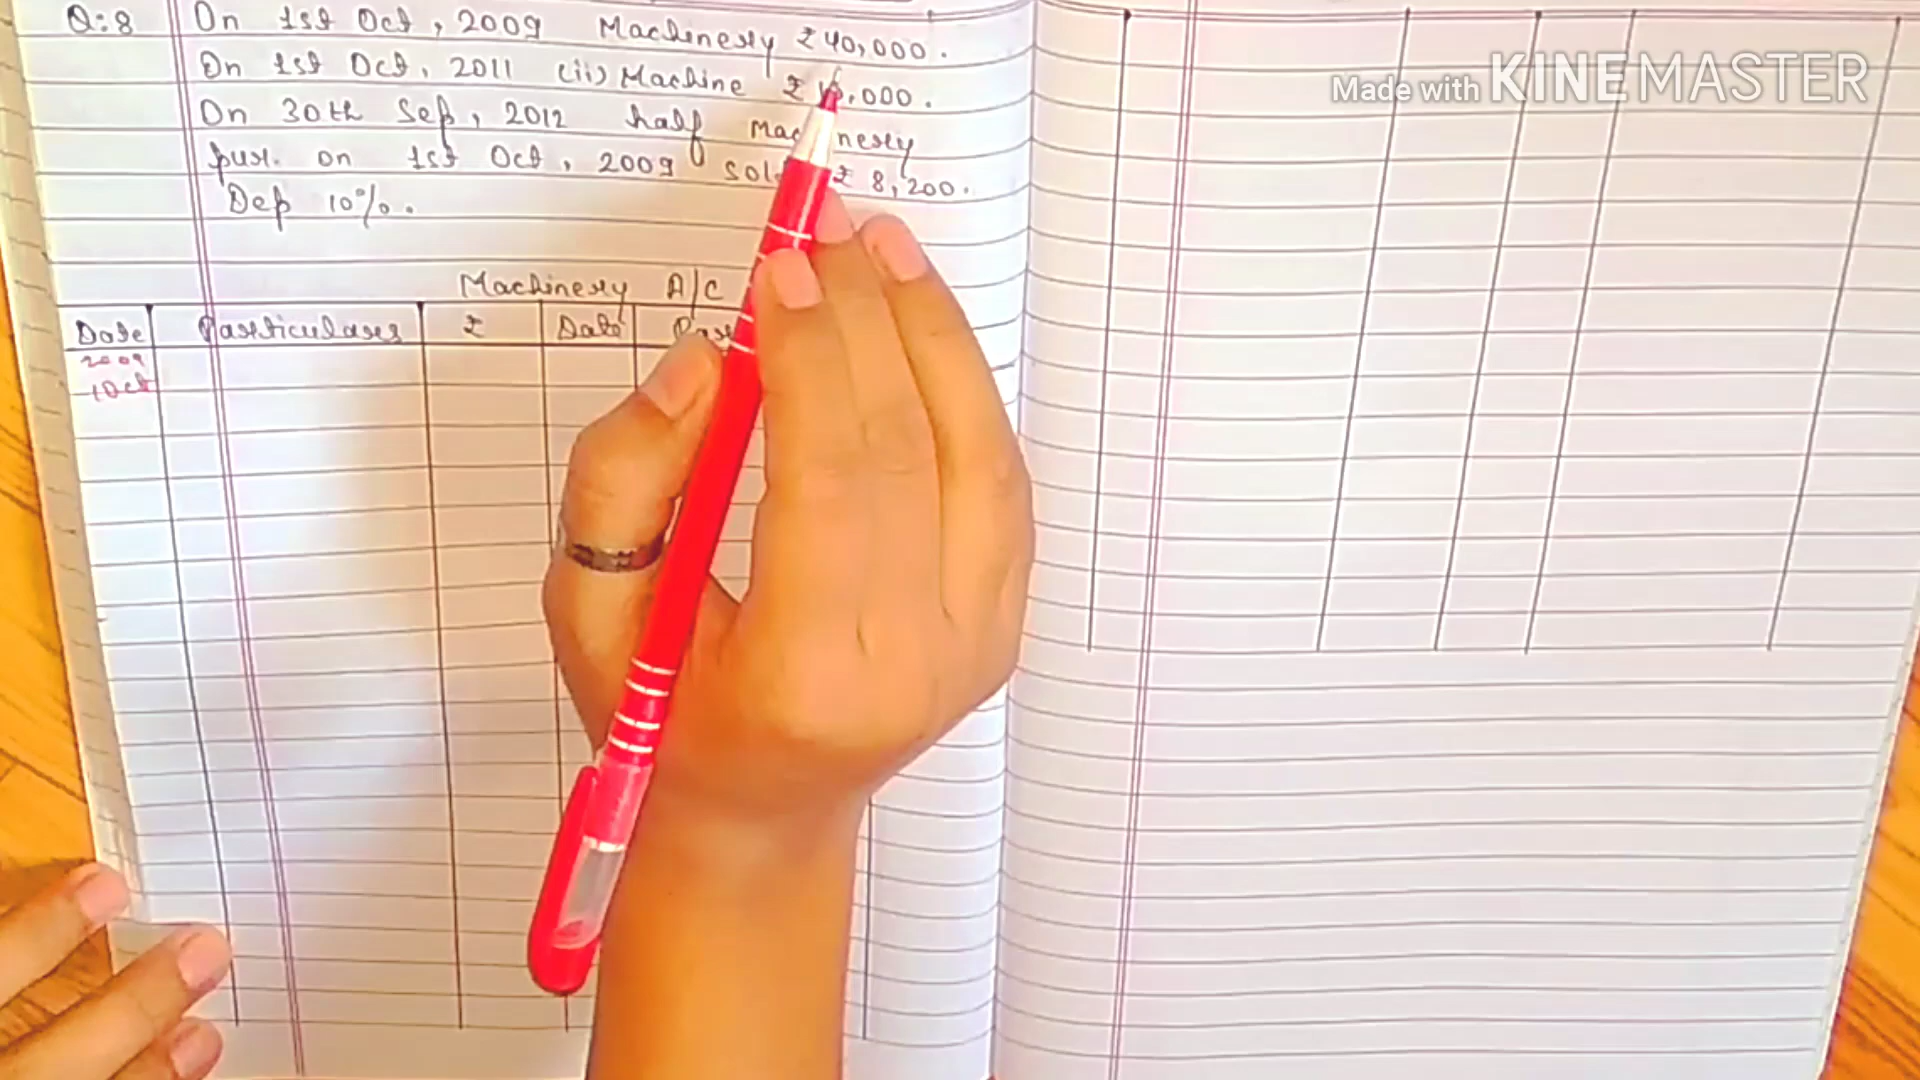 Q:8 On 1st Oct, 2009 Machinery ₹ 40,000.
On 1st Oct, 2011 (ii) Machine ₹ ,000.
On 30th Sep, 2012 half
pur. on 1st Oct, 2009 ₹ 8,200.
Dep 10%.
Machinery A/C
Date Particulars ₹ Date
2009
1 Oct
Made with KINEMASTER